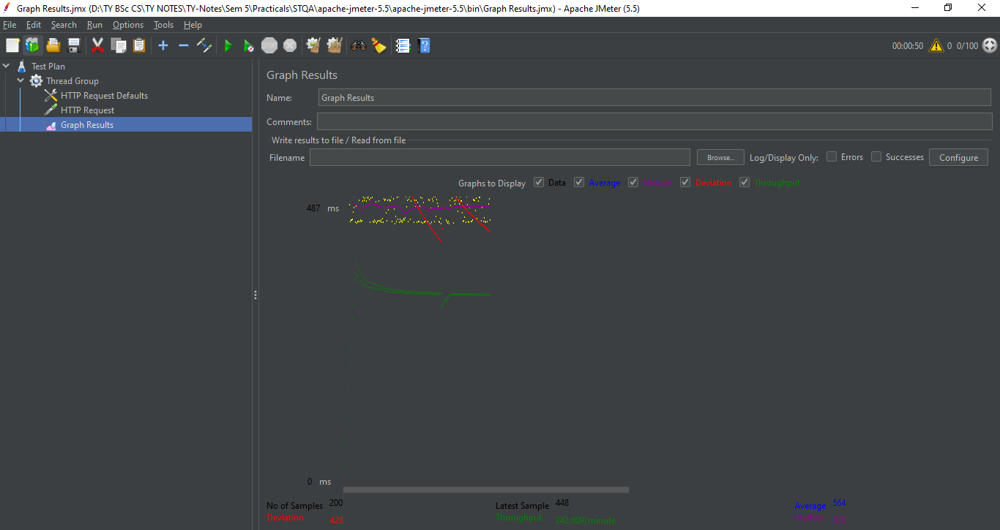 Graph Results.jmx (D:\TY BSc CS\TY NOTES\TY-Notes\Sem 5\Practicals\STQA\apache-jmeter-5.5\apache-jmeter-5.5\bin\Graph Results.jmx) - Apache JMeter (5.5)
File Edit Search Run Options Tools Help
STOP 00:00:50 0 0/100
Test Plan
Thread Group
HTTP Request Defaults
HTTP Request
Graph Results
Graph Results
Name: Graph Results
Comments:
Write results to file / Read from file
Filename Browse... Log/Display Only: Errors Successes Configure
Graphs to Display Data Average Median Deviation Throughput
487 ms
0 ms
No of Samples 200 Latest Sample 448 Average 564
Deviation 428 Throughput 242.009/minute Median